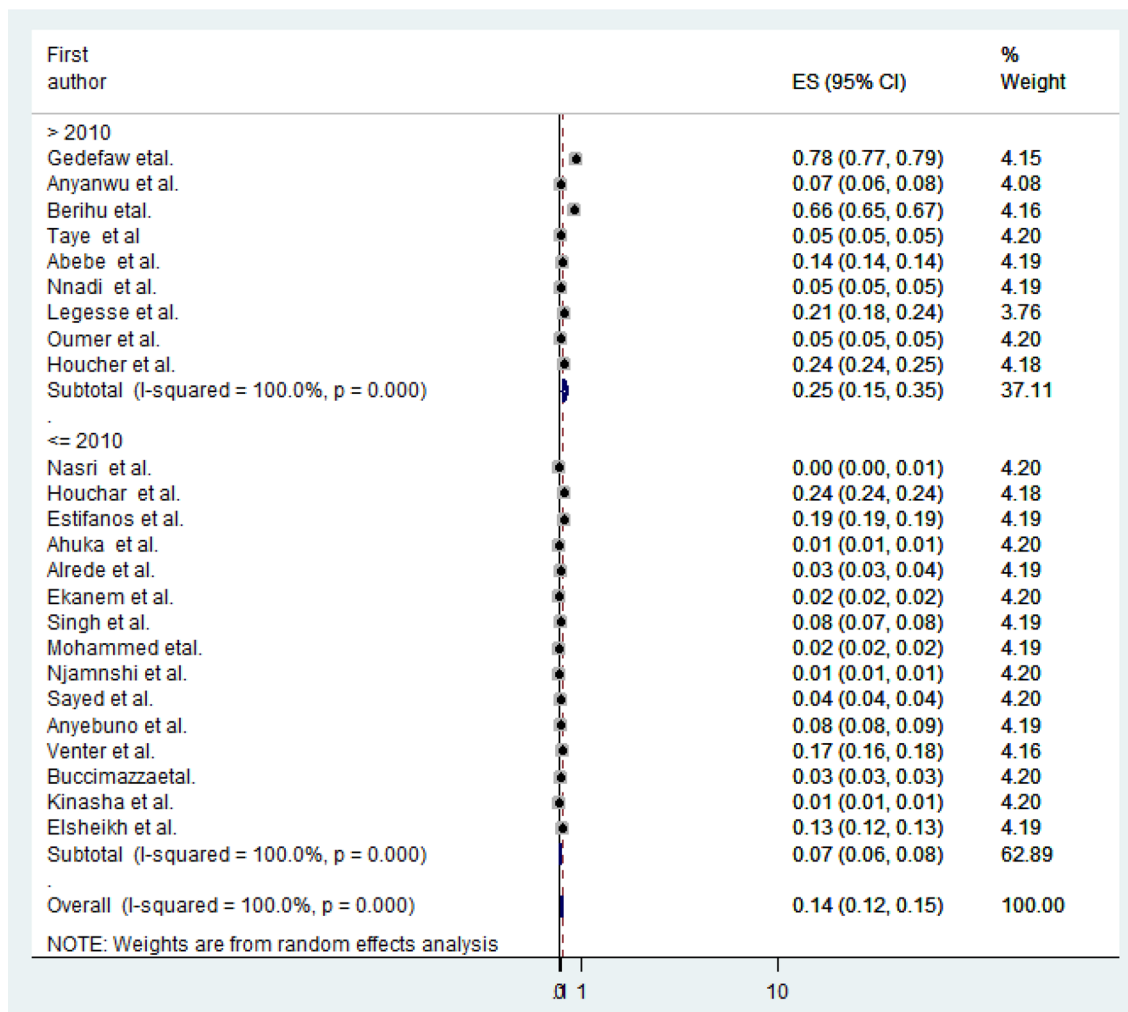 First
author ES (95% CI) % Weight
> 2010
Gedefaw etal. 0.78 (0.77, 0.79) 4.15
Anyanwu et al. 0.07 (0.06, 0.08) 4.08
Berihu etal. 0.66 (0.65, 0.67) 4.16
Taye et al 0.05 (0.05, 0.05) 4.20
Abebe et al. 0.14 (0.14, 0.14) 4.19
Nnadi et al. 0.05 (0.05, 0.05) 4.19
Legesse et al. 0.21 (0.18, 0.24) 3.76
Oumer et al. 0.05 (0.05, 0.05) 4.20
Houcher et al. 0.24 (0.24, 0.25) 4.18
Subtotal (I-squared = 100.0%, p = 0.000) 0.25 (0.15, 0.35) 37.11
.
<= 2010
Nasri et al. 0.00 (0.00, 0.01) 4.20
Houchar et al. 0.24 (0.24, 0.24) 4.18
Estifanos et al. 0.19 (0.19, 0.19) 4.19
Ahuka et al. 0.01 (0.01, 0.01) 4.20
Alrede et al. 0.03 (0.03, 0.04) 4.19
Ekanem et al. 0.02 (0.02, 0.02) 4.20
Singh et al. 0.08 (0.07, 0.08) 4.19
Mohammed etal. 0.02 (0.02, 0.02) 4.19
Njamnshi et al. 0.01 (0.01, 0.01) 4.20
Sayed et al. 0.04 (0.04, 0.04) 4.20
Anyebuno et al. 0.08 (0.08, 0.09) 4.19
Venter et al. 0.17 (0.16, 0.18) 4.16
Buccimazzaetal. 0.03 (0.03, 0.03) 4.20
Kinasha et al. 0.01 (0.01, 0.01) 4.20
Elsheikh et al. 0.13 (0.12, 0.13) 4.19
Subtotal (I-squared = 100.0%, p = 0.000) 0.07 (0.06, 0.08) 62.89
.
Overall (I-squared = 100.0%, p = 0.000) 0.14 (0.12, 0.15) 100.00
NOTE: Weights are from random effects analysis
1 10